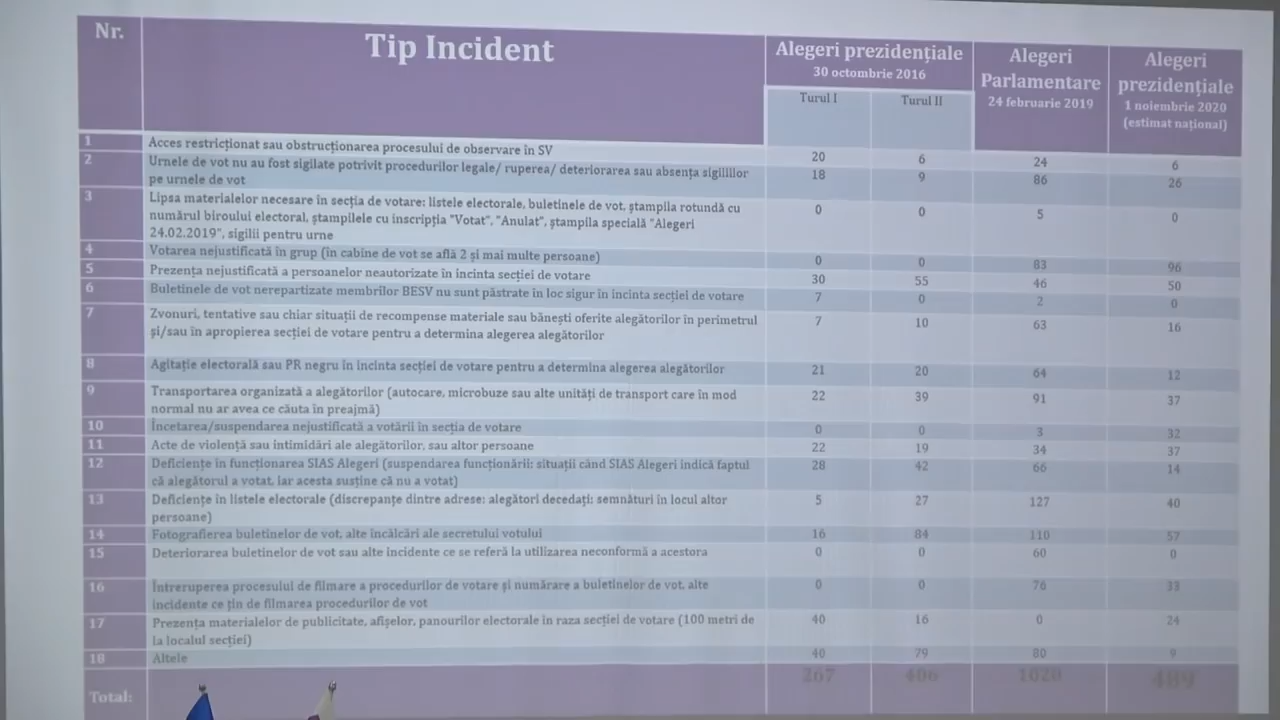 Nr.
Tip Incident
Alegeri prezidențiale
30 octombrie 2016
Alegeri
Parlamentare
24 februarie 2019
Alegeri
prezidențiale
1 noiembrie 2020
(estimat național)
Turul I
Turul II
1 Acces restricționat sau obstrucționarea procesului de observare în SV 20 6 24 6
2 Urnele de vot nu au fost sigilate potrivit procedurilor legale/ ruperea/ deteriorarea sau absența sigiliilor 18 9 86 26
pe urnele de vot
3 Lipsa materialelor necesare în secția de votare: listele electorale, buletinele de vot, ștampila rotundă cu
numărul biroului electoral, ștampilele cu inscripția "Votat", "Anulat", ștampila specială "Alegeri 0 0 5 0
24.02.2019", sigilii pentru urne
4 Votarea nejustificată în grup (în cabine de vot se află 2 și mai multe persoane) 0 0 83 96
5 Prezența nejustificată a persoanelor neautorizate în incinta secției de votare 30 55 46 50
6 Buletinele de vot nerepartizate membrilor BESV nu sunt păstrate în loc sigur în incinta secției de votare 7 0 2 0
7 Zvonuri, tentative sau chiar situații de recompense materiale sau bănești oferite alegătorilor în perimetrul 7 10 63 16
și/sau în apropierea secției de votare pentru a determina alegerea alegătorilor
8 Agitație electorală sau PR negru în incinta secției de votare pentru a determina alegerea alegătorilor 21 20 64 12
9 Transportarea organizată a alegătorilor (autocare, microbuze sau alte unități de transport care în mod 22 39 91 37
normal nu ar avea ce căuta în preajmă)
10 Încetarea/suspendarea nejustificată a votării în secția de votare 0 0 3 32
11 Acte de violență sau intimidări ale alegătorilor, sau altor persoane 22 19 34 37
12 Deficiențe în funcționarea SIAS Alegeri (suspendarea funcționării: situații când SIAS Alegeri indică faptul 28 42 66 14
că alegătorul a votat, iar acesta susține că nu a votat)
13 Deficiențe în listele electorale (discrepanțe dintre adrese; alegători decedați; semnături în locul altor 5 27 127 40
persoane)
14 Fotografierea buletinelor de vot, alte încălcări ale secretului votului 16 84 110 57
15 Deteriorarea buletinelor de vot sau alte incidente ce se referă la utilizarea neconformă a acestora 0 0 60 0
16 Întreruperea procesului de filmare a procedurilor de votare și numărare a buletinelor de vot, alte 0 0 76 33
incidente ce țin de filmarea procedurilor de vot
17 Prezența materialelor de publicitate, afișelor, panourilor electorale în raza secției de votare (100 metri de 40 16 0 24
la localul secției)
18 Altele 40 79 80 9
Total: 267 406 1020 489